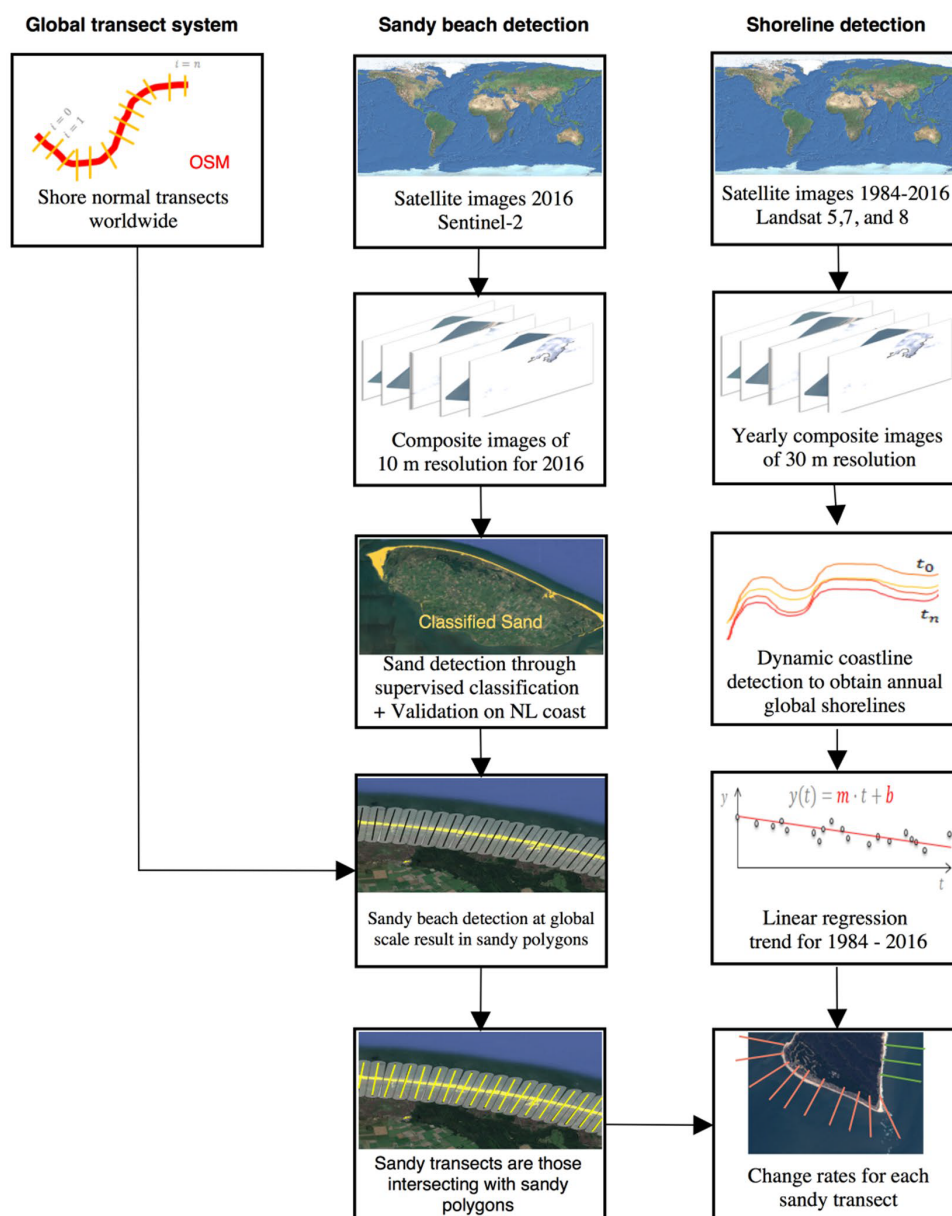 Global transect system
i = 0
i = 1
i = n
OSM
Shore normal transects
worldwide
Sandy beach detection
Satellite images 2016
Sentinel-2
Composite images of
10 m resolution for 2016
Classified Sand
Sand detection through
supervised classification
+ Validation on NL coast
Sandy beach detection at global
scale result in sandy polygons
Sandy transects are those
intersecting with sandy
polygons
Shoreline detection
Satellite images 1984-2016
Landsat 5,7, and 8
Yearly composite images
of 30 m resolution
t₀
tₙ
Dynamic coastline
detection to obtain annual
global shorelines
y
y(t) = m · t + b
t
Linear regression
trend for 1984 - 2016
Change rates for each
sandy transect